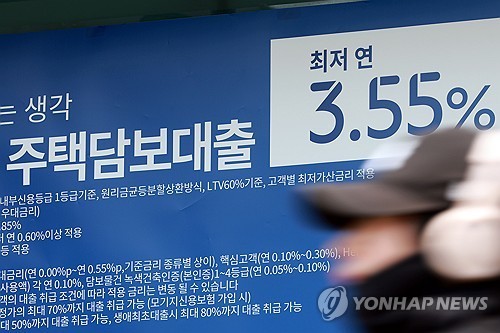 최저 연
3.55%
는 생각
주택담보대출
내부신용등급 1등급기준, 원리금균등분할상환방식, LTV60%기준, 고객별 최저가산금리 적용
우대금리)
.85%
저 연 0.60%이상 적용
등 적용
대금리(연 0.00%p~연 0.55%p,기준금리 종류별 상이), 핵심고객(연 0.10%~0.30%), He
사용액) 각 연 0.10%, 담보물건 녹색건축인증(본인증)1~4등급(연 0.05%~0.10%)
객의 대출 취급 조건에 따라 적용 금리는 변동 될 수 있습니다
정가의 최대 70%까지 대출 가능 (모기지신용보험 가입 시)
대 50%까지 대출 취급 가능, 생애최초대출시 최대 80%까지 대출 취급 가능
YONHAP NEWS